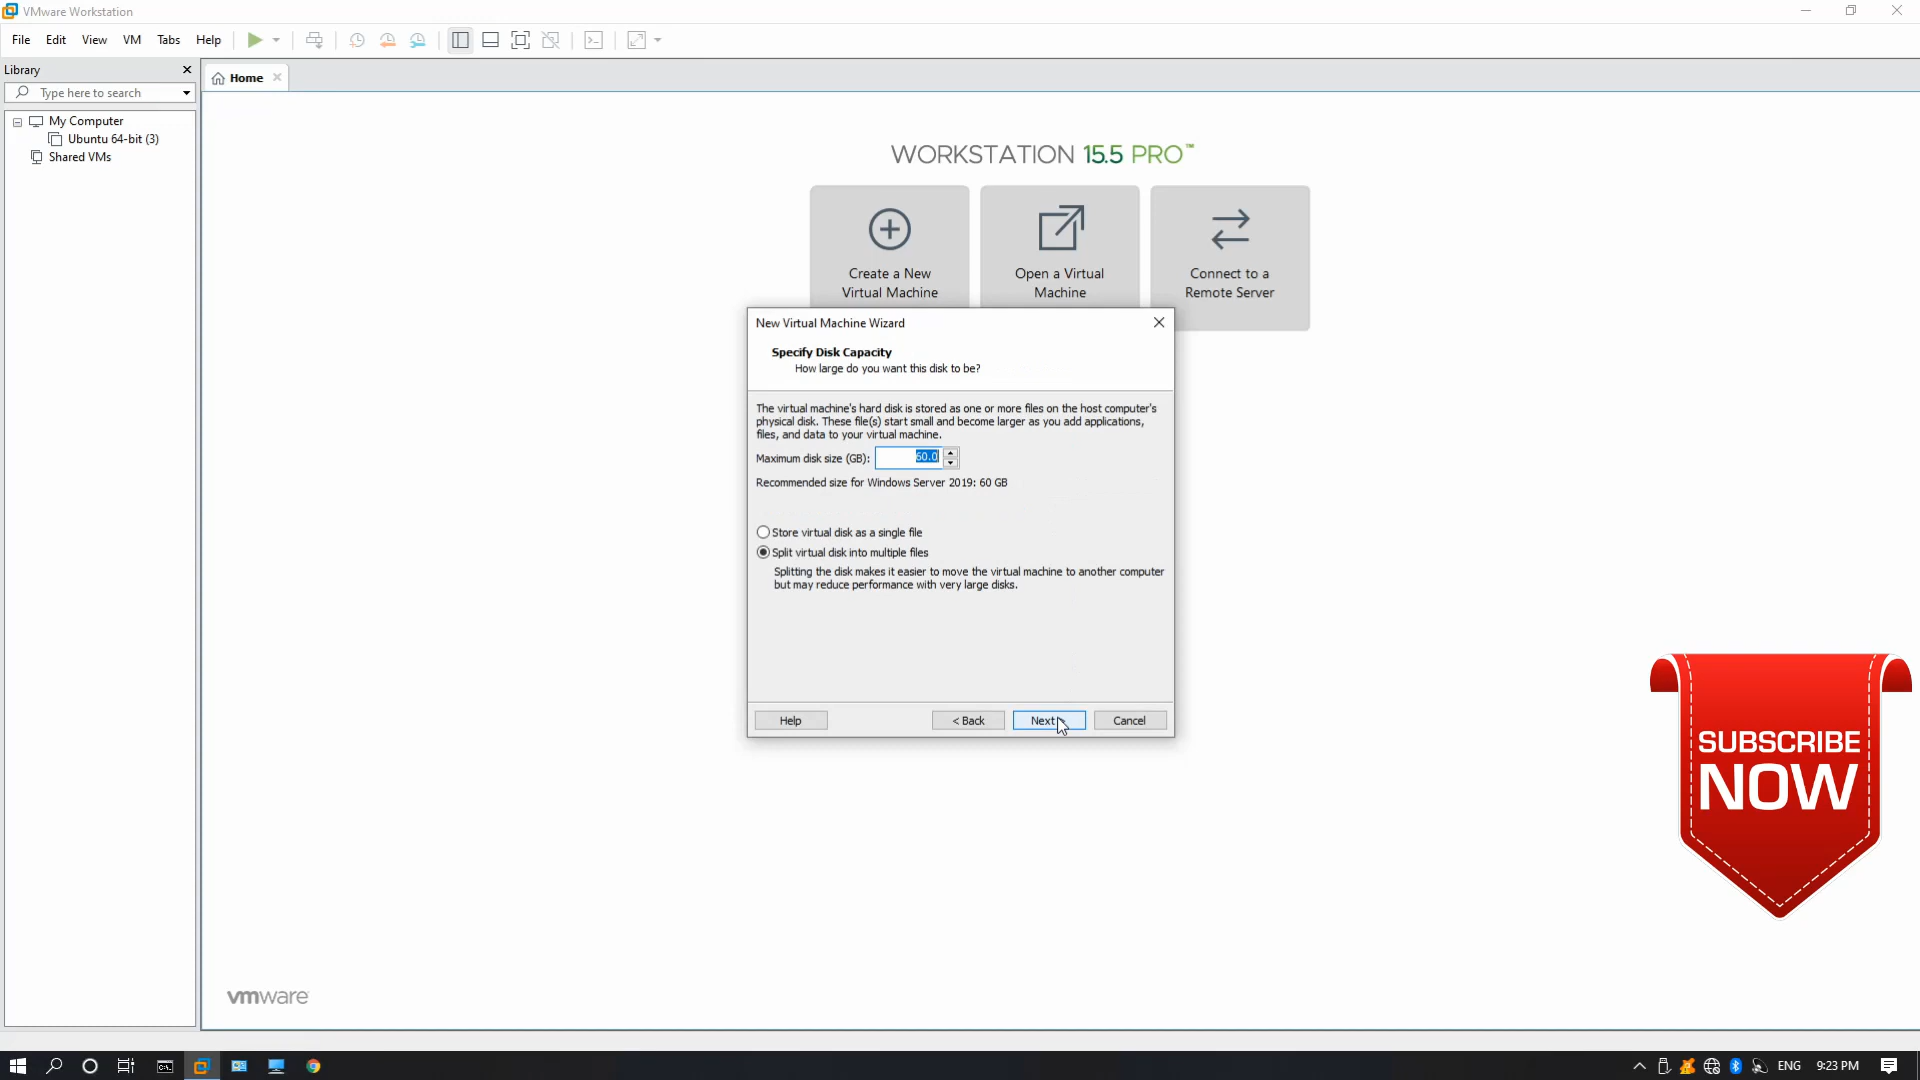 VMware Workstation
File Edit View VM Tabs Help
Library
Type here to search
My Computer
Ubuntu 64-bit (3)
Shared VMs
Home
WORKSTATION 15.5 PRO™
Create a New
Virtual Machine
Open a Virtual
Machine
Connect to a
Remote Server
New Virtual Machine Wizard
Specify Disk Capacity
How large do you want this disk to be?
The virtual machine's hard disk is stored as one or more files on the host computer's
physical disk. These file(s) start small and become larger as you add applications,
files, and data to your virtual machine.
Maximum disk size (GB): 60.0
Recommended size for Windows Server 2019: 60 GB
Store virtual disk as a single file
Split virtual disk into multiple files
Splitting the disk makes it easier to move the virtual machine to another computer
but may reduce performance with very large disks.
Help < Back Next > Cancel
SUBSCRIBE
NOW
vmware
ENG 9:23 PM